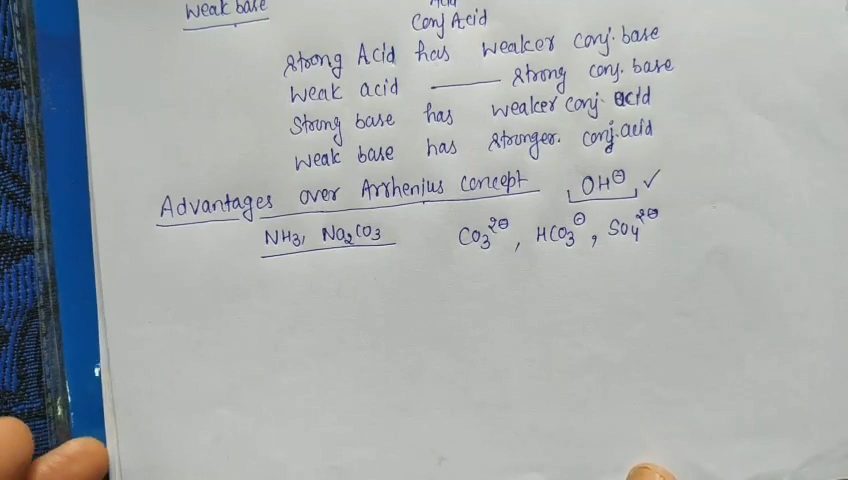 Weak base
Acid
Conj Acid
Strong Acid has weaker conj. base
Weak acid —— strong conj. base
Strong base has weaker conj. acid
Weak base has stronger. conj. acid
Advantages over Arrhenius concept , OH⊖, ✓
NH3, Na2CO3 CO3²⊖, HCO3⊖, SO4²⊖